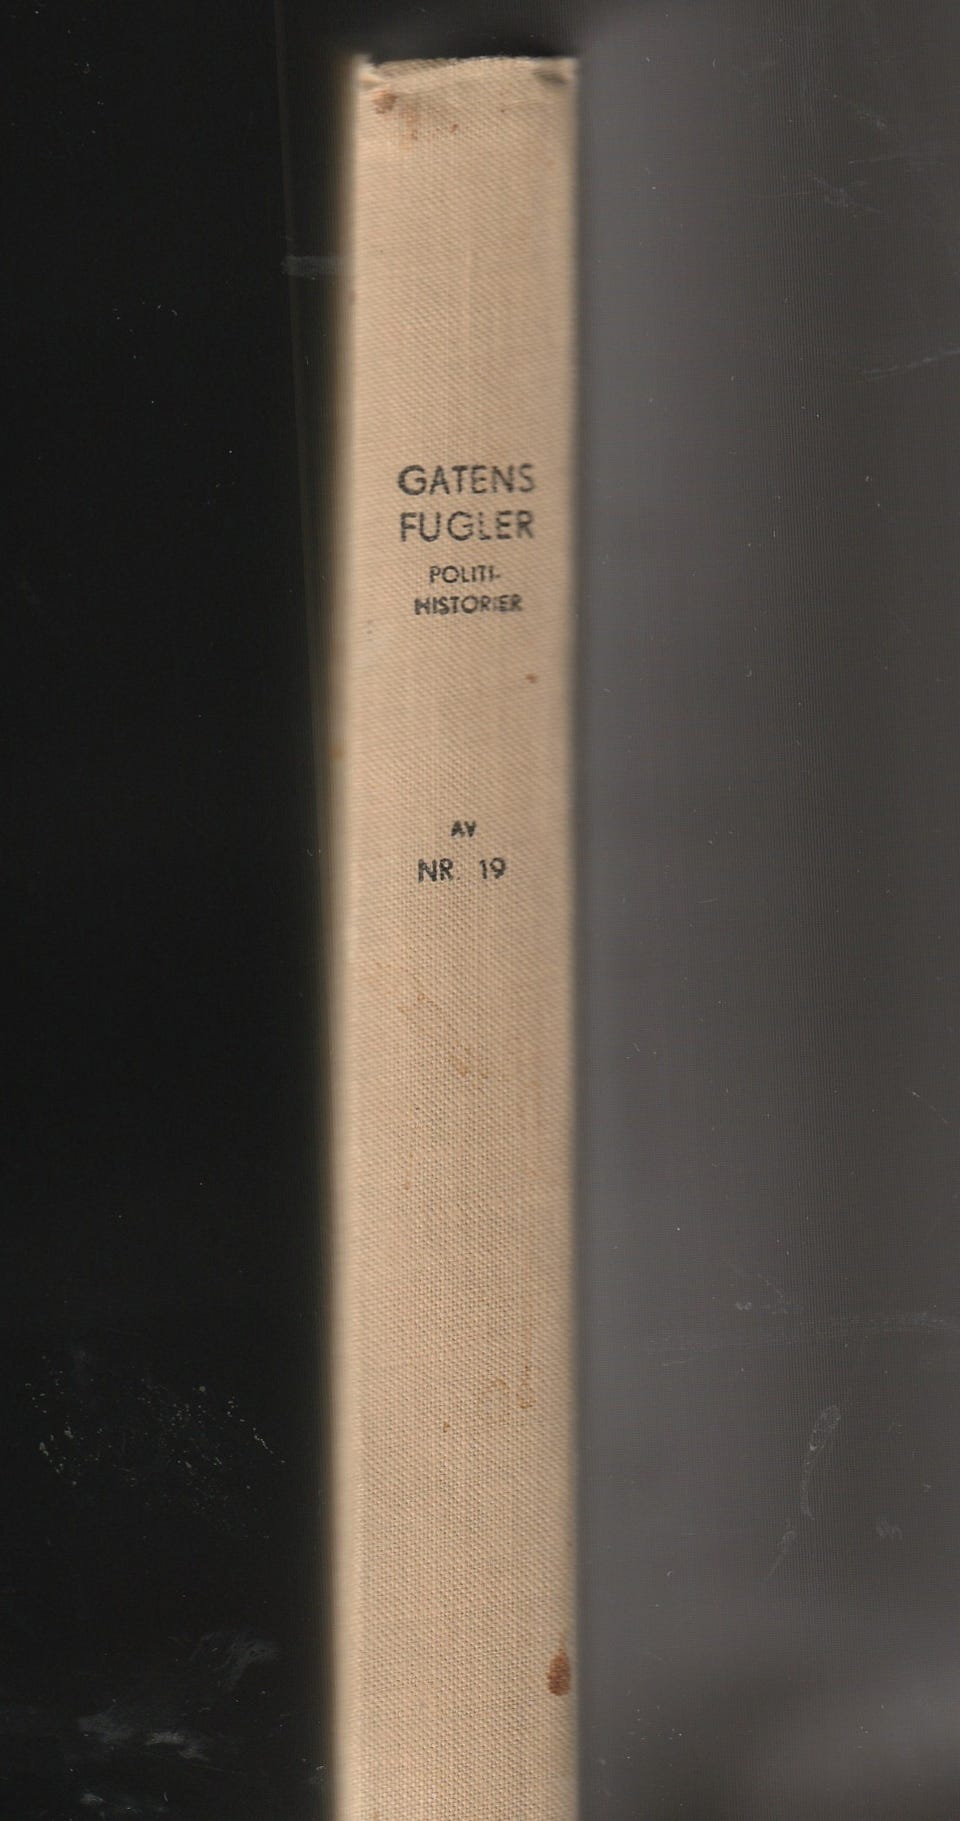 GATENS
FUGLER
POLITI-
HISTORIER
AV
NR. 19